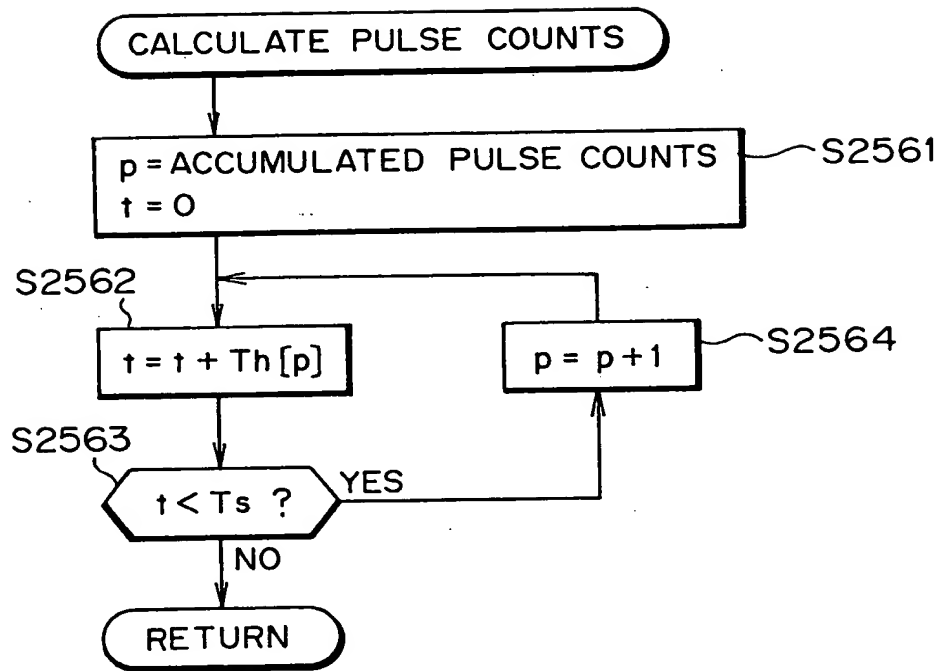 CALCULATE PULSE COUNTS
p = ACCUMULATED PULSE COUNTS
t = 0
S2561
S2562
t = t + Th[p]
p = p + 1
S2564
S2563
t < Ts ?
YES
NO
RETURN